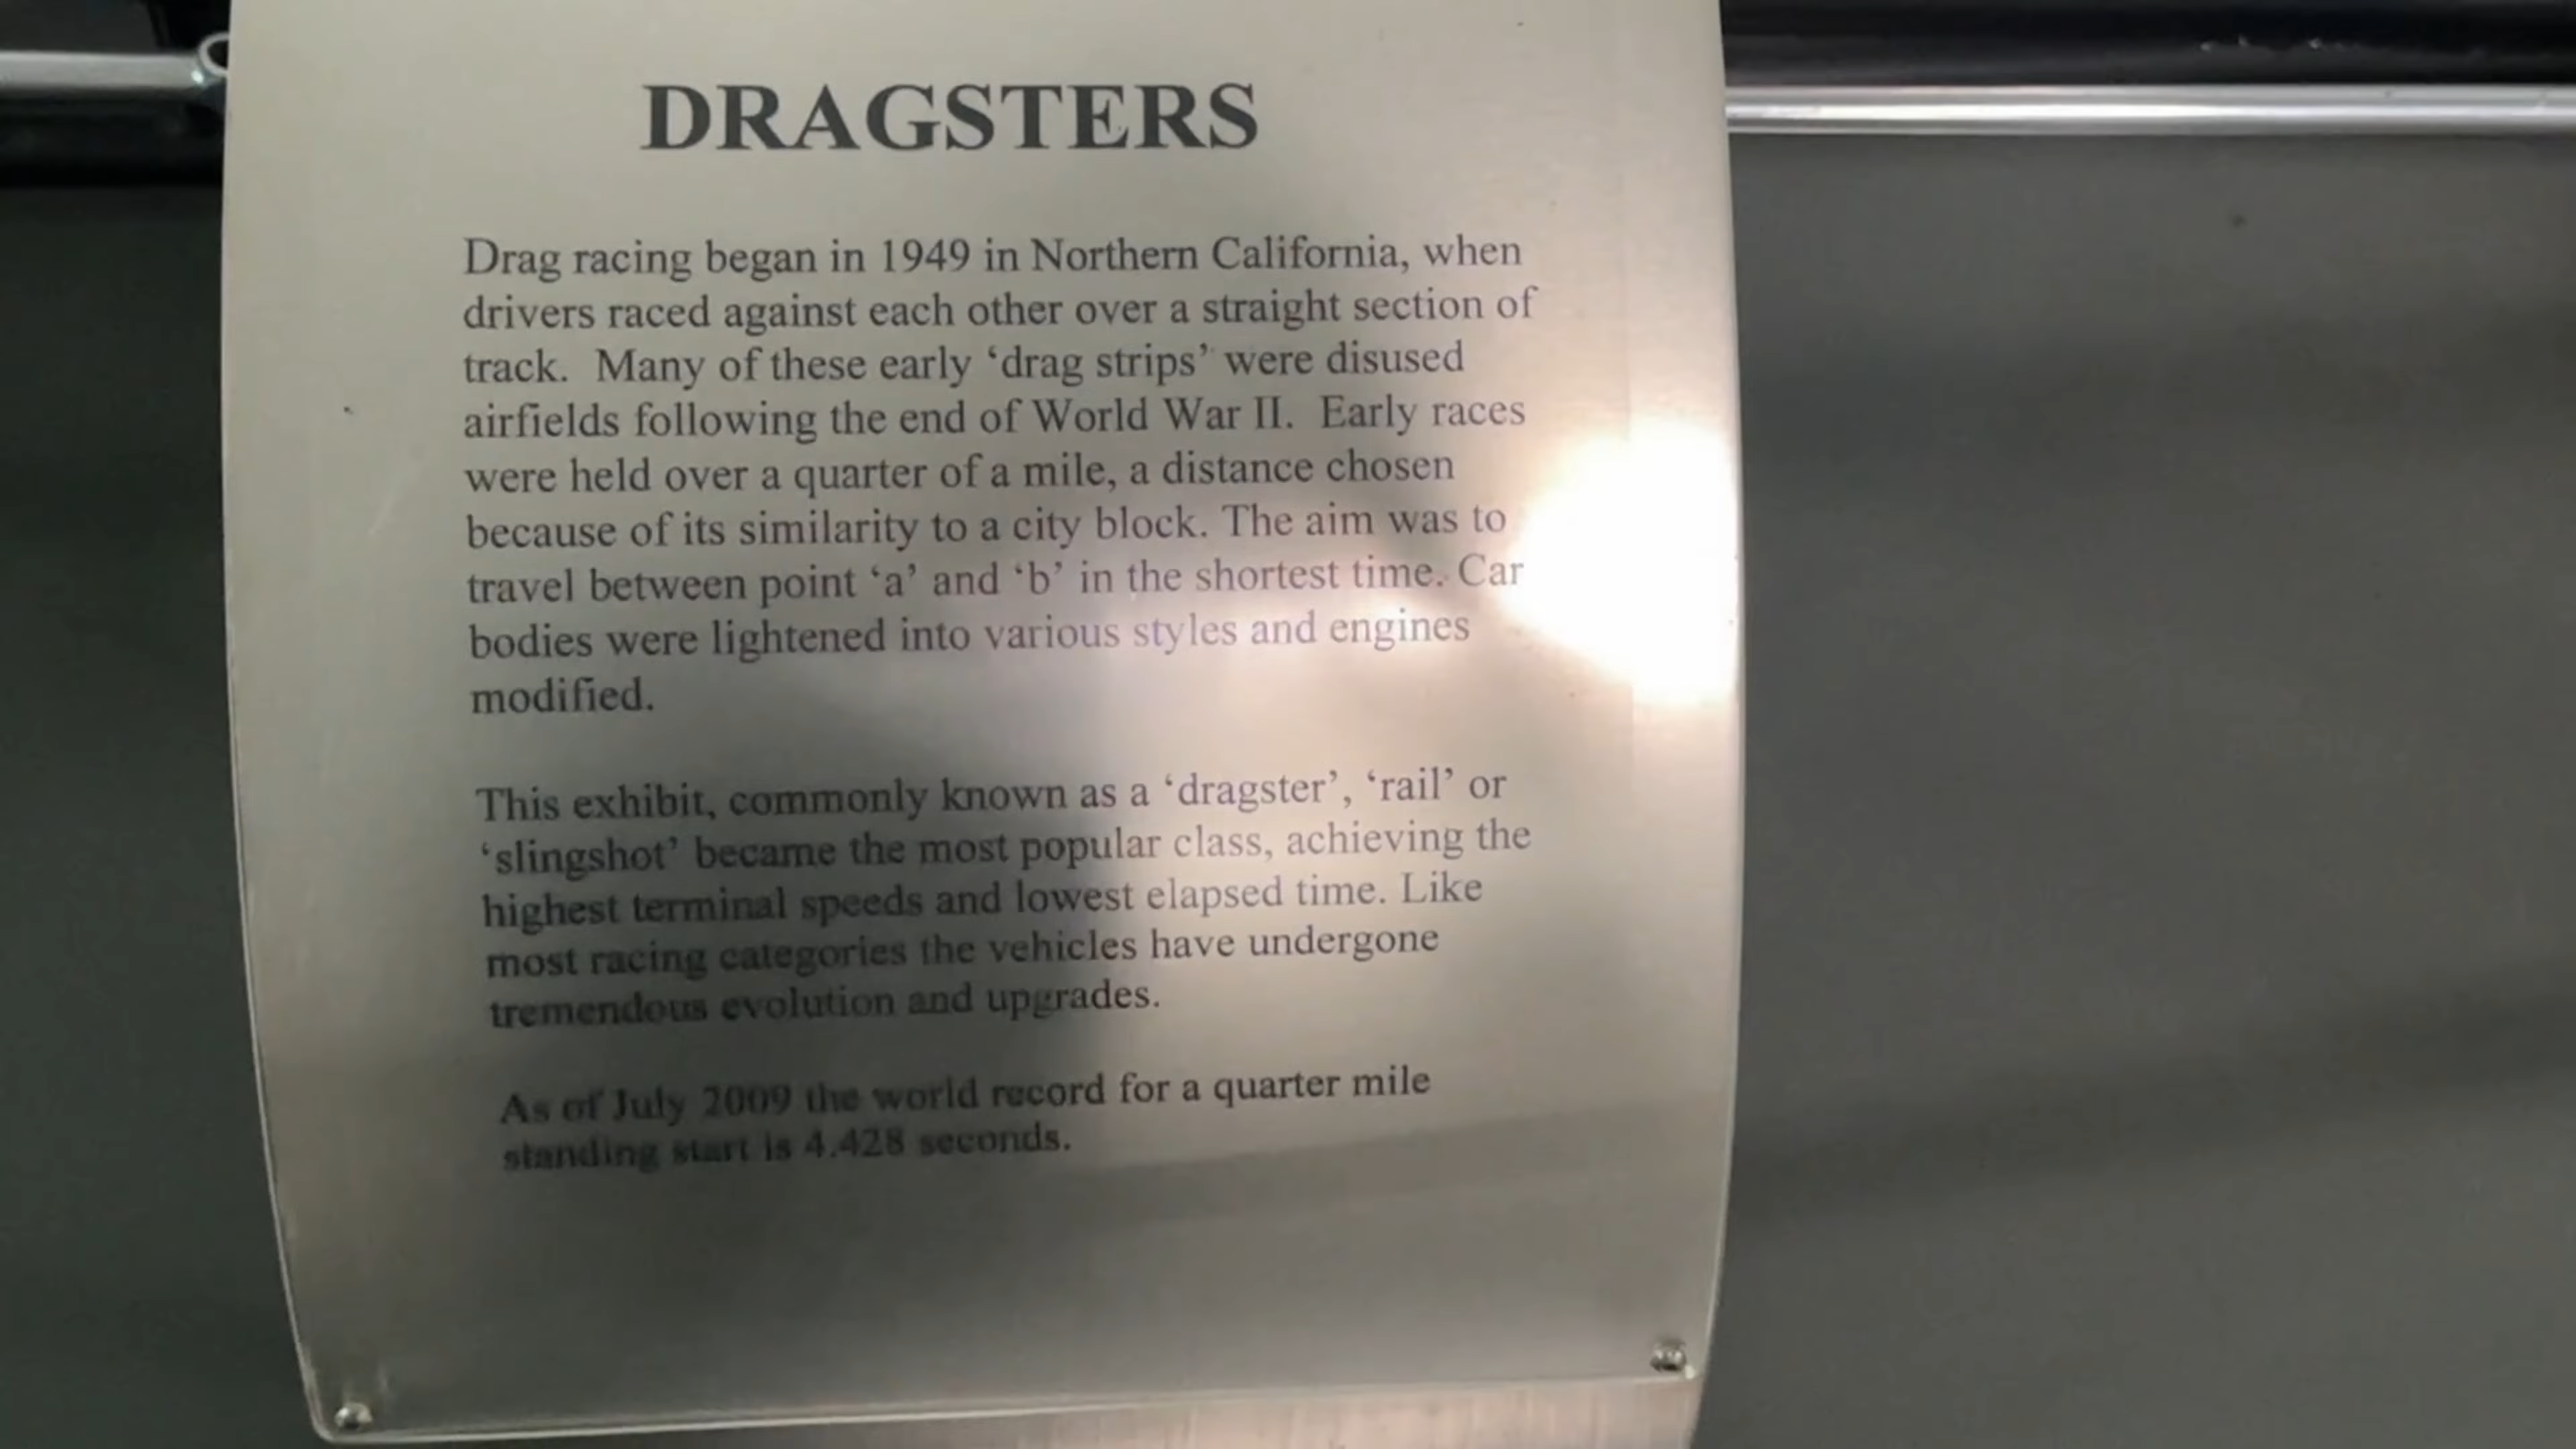 DRAGSTERS
Drag racing began in 1949 in Northern California, when
drivers raced against each other over a straight section of
track.  Many of these early ‘drag strips’ were disused
airfields following the end of World War II.  Early races
were held over a quarter of a mile, a distance chosen
because of its similarity to a city block. The aim was to
travel between point ‘a’ and ‘b’ in the shortest time. Car
bodies were lightened into various styles and engines
modified.
This exhibit, commonly known as a ‘dragster’, ‘rail’ or
‘slingshot’ became the most popular class, achieving the
highest terminal speeds and lowest elapsed time. Like
most racing categories the vehicles have undergone
tremendous evolution and upgrades.
As of July 2009 the world record for a quarter mile
standing start is 4.428 seconds.